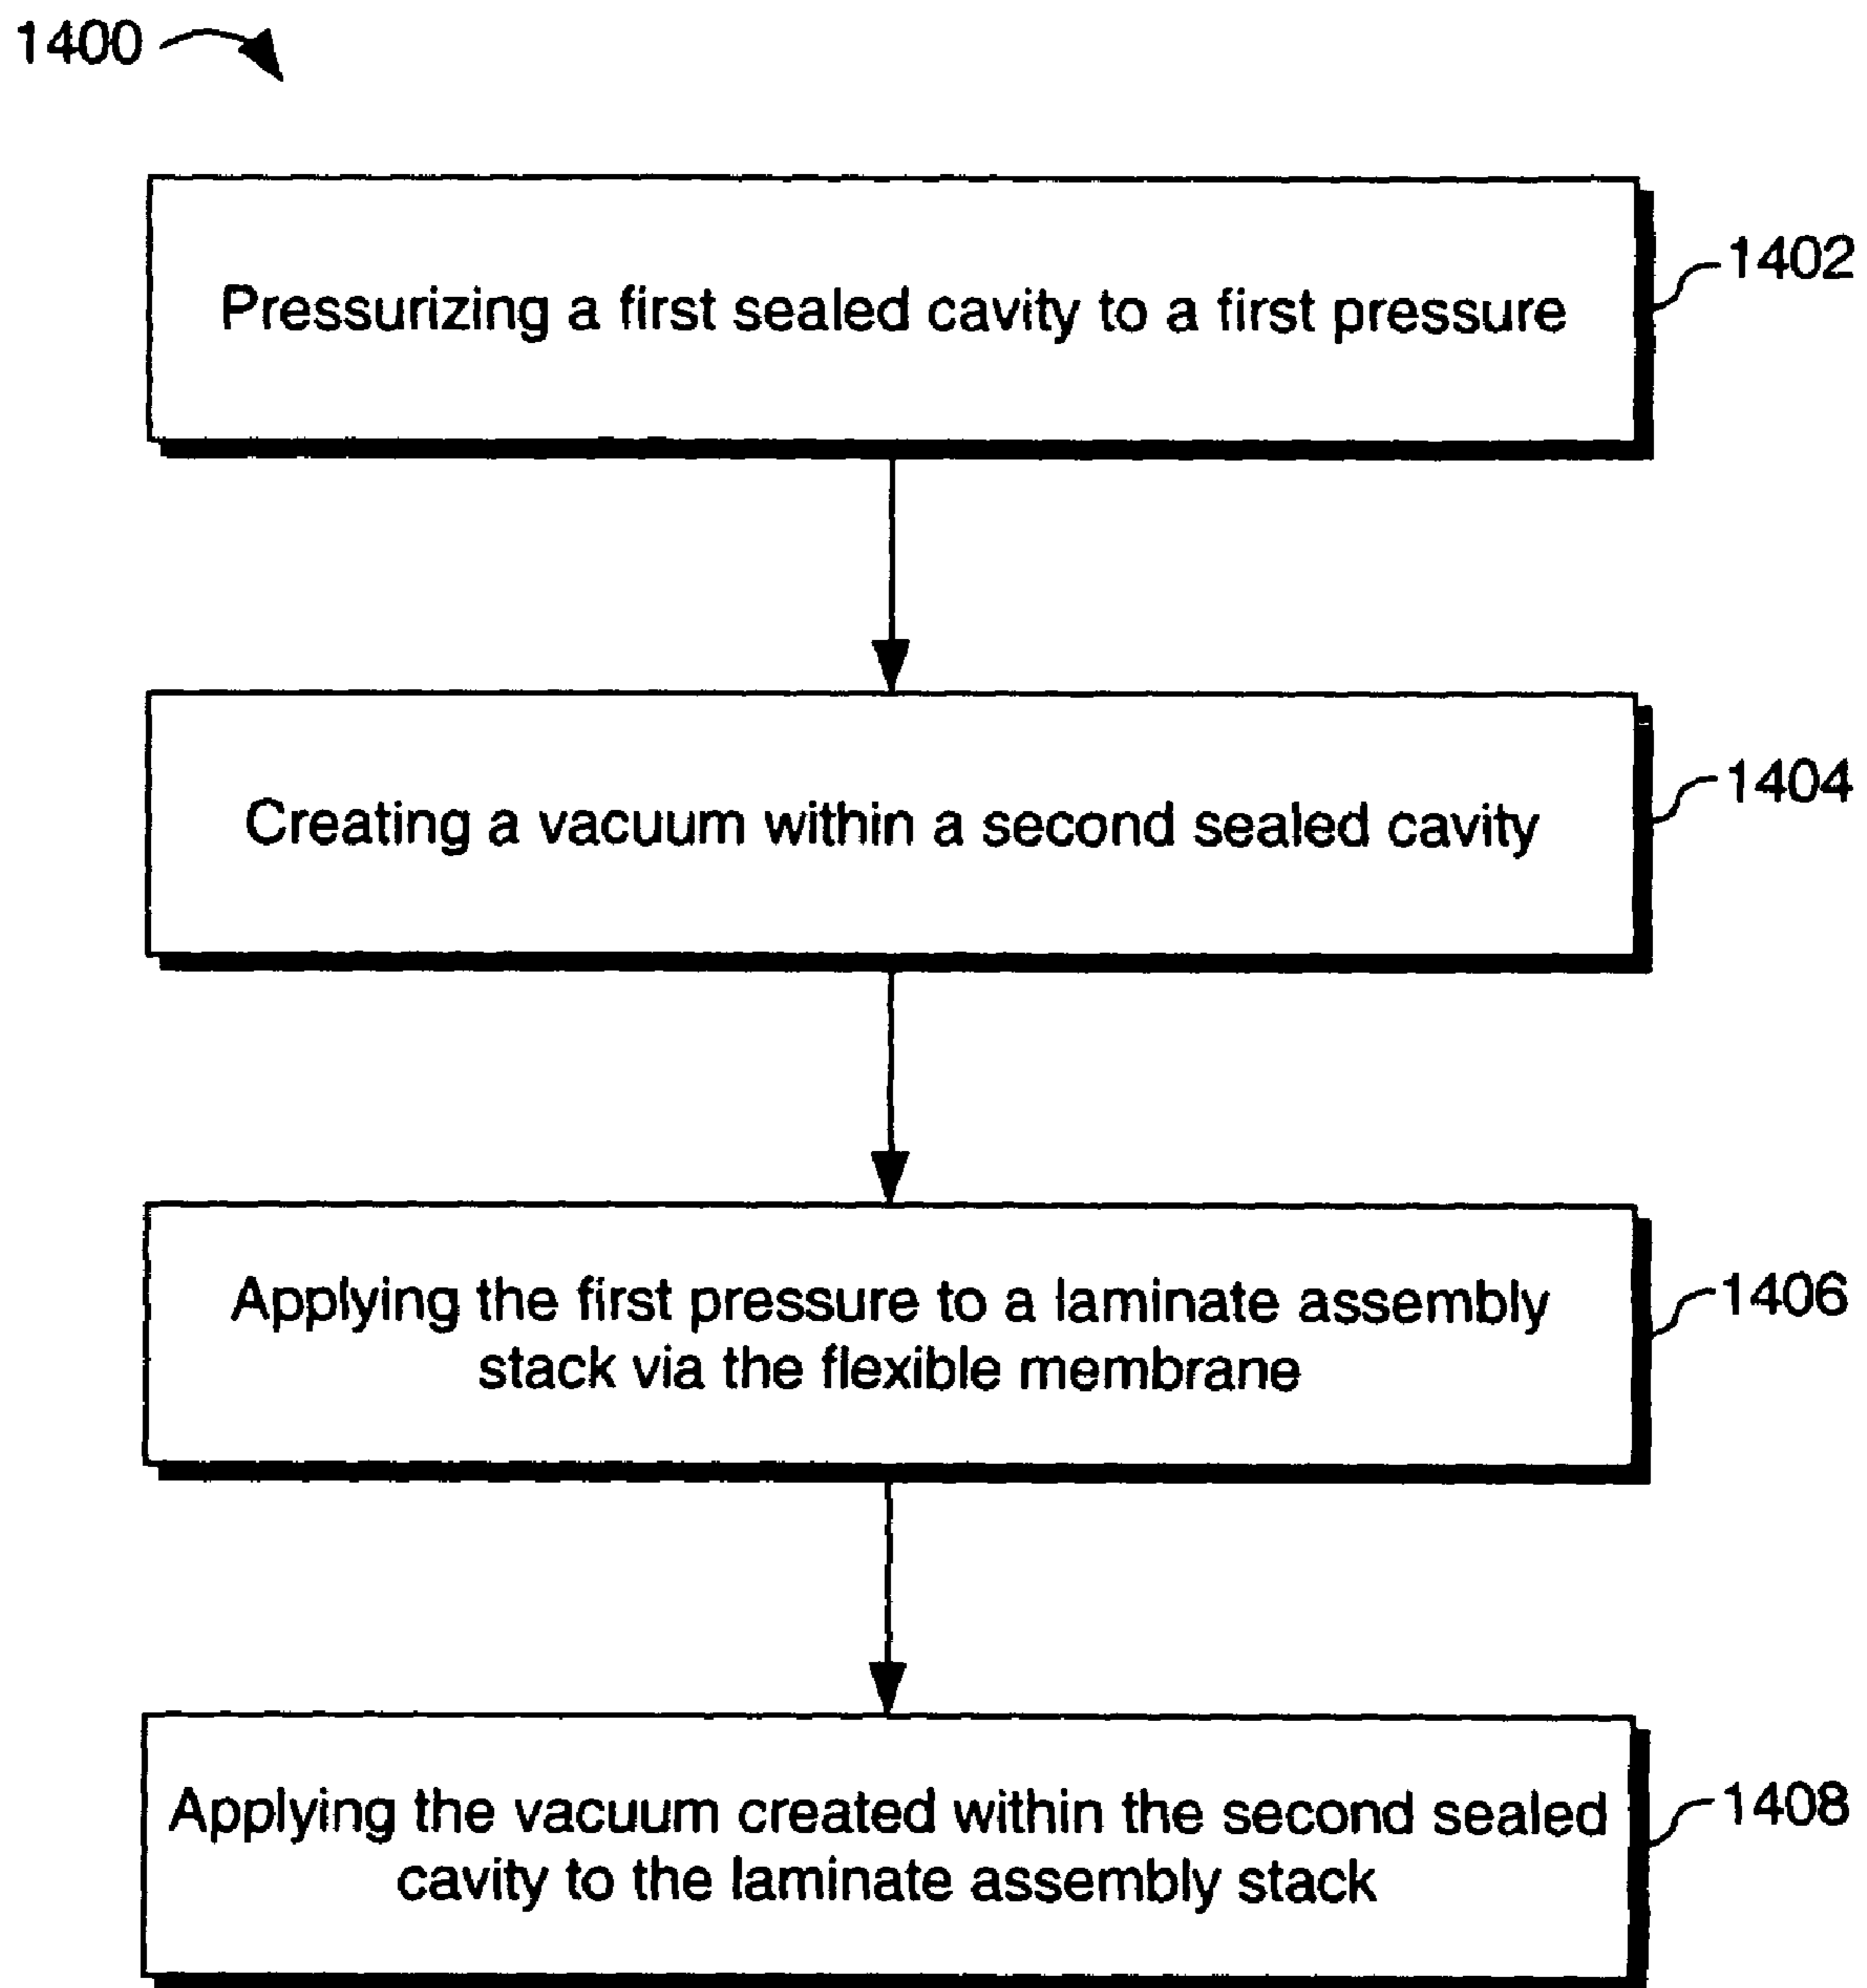 1400
Pressurizing a first sealed cavity to a first pressure
1402
Creating a vacuum within a second sealed cavity
1404
Applying the first pressure to a laminate assembly
stack via the flexible membrane
1406
Applying the vacuum created within the second sealed
cavity to the laminate assembly stack
1408